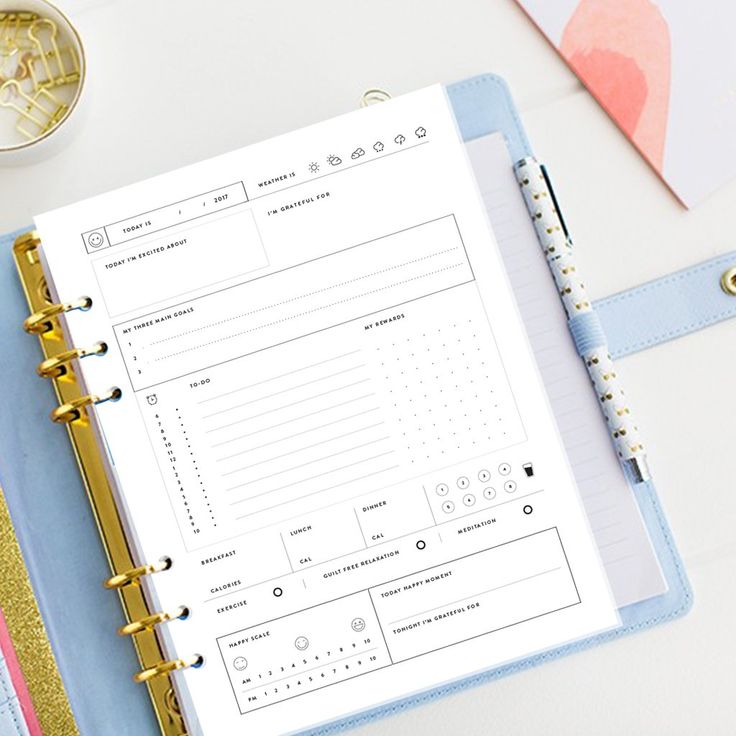 TODAY IS / / 2017
WEATHER IS
TODAY I'M EXCITED ABOUT
I'M GRATEFUL FOR
MY THREE MAIN GOALS
1
2
3
TO-DO
MY REWARDS
6
7
8
9
10
11
12
1
2
3
4
5
6
7
8
9
10
BREAKFAST
LUNCH
DINNER
1 2 3 4
5 6 7 8
CALORIES
CAL
CAL
EXERCISE
GUILT FREE RELAXATION
MEDITATION
HAPPY SCALE
AM 1 2 3 4 5 6 7 8 9 10
PM 1 2 3 4 5 6 7 8 9 10
TODAY HAPPY MOMENT
TONIGHT I'M GRATEFUL FOR